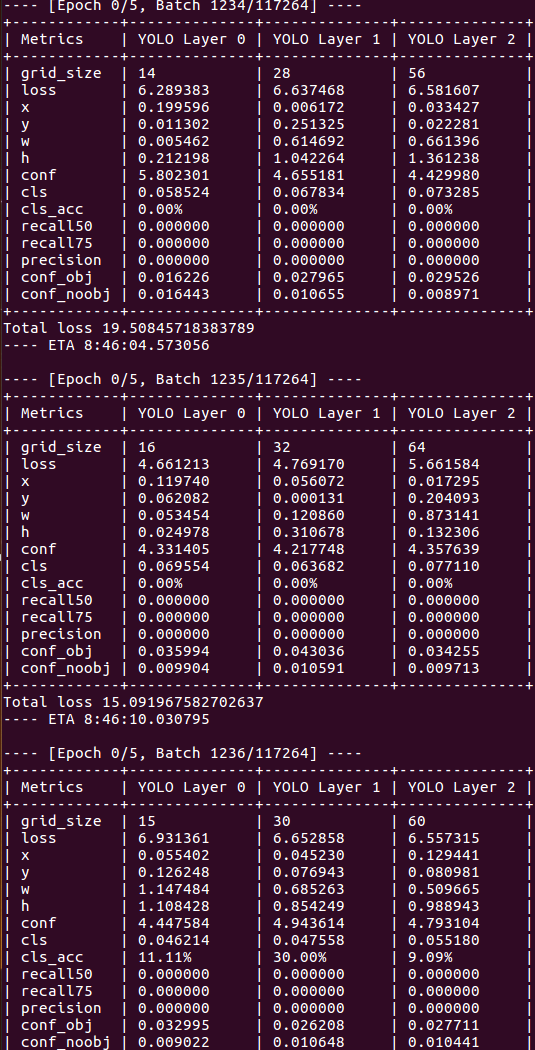 ---- [Epoch 0/5, Batch 1234/117264] ----
+------------+--------------+--------------+--------------+
| Metrics    | YOLO Layer 0 | YOLO Layer 1 | YOLO Layer 2 |
+------------+--------------+--------------+--------------+
| grid_size  | 14           | 28           | 56           |
| loss       | 6.289383     | 6.637468     | 6.581607     |
| x          | 0.199596     | 0.006172     | 0.033427     |
| y          | 0.011302     | 0.251325     | 0.022281     |
| w          | 0.005462     | 0.614692     | 0.661396     |
| h          | 0.212198     | 1.042264     | 1.361238     |
| conf       | 5.802301     | 4.655181     | 4.429980     |
| cls        | 0.058524     | 0.067834     | 0.073285     |
| cls_acc    | 0.00%        | 0.00%        | 0.00%        |
| recall50   | 0.000000     | 0.000000     | 0.000000     |
| recall75   | 0.000000     | 0.000000     | 0.000000     |
| precision  | 0.000000     | 0.000000     | 0.000000     |
| conf_obj   | 0.016226     | 0.027965     | 0.029526     |
| conf_noobj | 0.016443     | 0.010655     | 0.008971     |
+------------+--------------+--------------+--------------+
Total loss 19.50845718383789
---- ETA 8:46:04.573056
---- [Epoch 0/5, Batch 1235/117264] ----
+------------+--------------+--------------+--------------+
| Metrics    | YOLO Layer 0 | YOLO Layer 1 | YOLO Layer 2 |
+------------+--------------+--------------+--------------+
| grid_size  | 16           | 32           | 64           |
| loss       | 4.661213     | 4.769170     | 5.661584     |
| x          | 0.119740     | 0.056072     | 0.017295     |
| y          | 0.062082     | 0.000131     | 0.204093     |
| w          | 0.053454     | 0.120860     | 0.873141     |
| h          | 0.024978     | 0.310678     | 0.132306     |
| conf       | 4.331405     | 4.217748     | 4.357639     |
| cls        | 0.069554     | 0.063682     | 0.077110     |
| cls_acc    | 0.00%        | 0.00%        | 0.00%        |
| recall50   | 0.000000     | 0.000000     | 0.000000     |
| recall75   | 0.000000     | 0.000000     | 0.000000     |
| precision  | 0.000000     | 0.000000     | 0.000000     |
| conf_obj   | 0.035994     | 0.043036     | 0.034255     |
| conf_noobj | 0.009904     | 0.010591     | 0.009713     |
+------------+--------------+--------------+--------------+
Total loss 15.091967582702637
---- ETA 8:46:10.030795
---- [Epoch 0/5, Batch 1236/117264] ----
+------------+--------------+--------------+--------------+
| Metrics    | YOLO Layer 0 | YOLO Layer 1 | YOLO Layer 2 |
+------------+--------------+--------------+--------------+
| grid_size  | 15           | 30           | 60           |
| loss       | 6.931361     | 6.652858     | 6.557315     |
| x          | 0.055402     | 0.045230     | 0.129441     |
| y          | 0.126248     | 0.076943     | 0.080981     |
| w          | 1.147484     | 0.685263     | 0.509665     |
| h          | 1.108428     | 0.854249     | 0.988943     |
| conf       | 4.447584     | 4.943614     | 4.793104     |
| cls        | 0.046214     | 0.047558     | 0.055180     |
| cls_acc    | 11.11%       | 30.00%       | 9.09%        |
| recall50   | 0.000000     | 0.000000     | 0.000000     |
| recall75   | 0.000000     | 0.000000     | 0.000000     |
| precision  | 0.000000     | 0.000000     | 0.000000     |
| conf_obj   | 0.032995     | 0.026208     | 0.027711     |
| conf_noobj | 0.009022     | 0.010648     | 0.010441     |